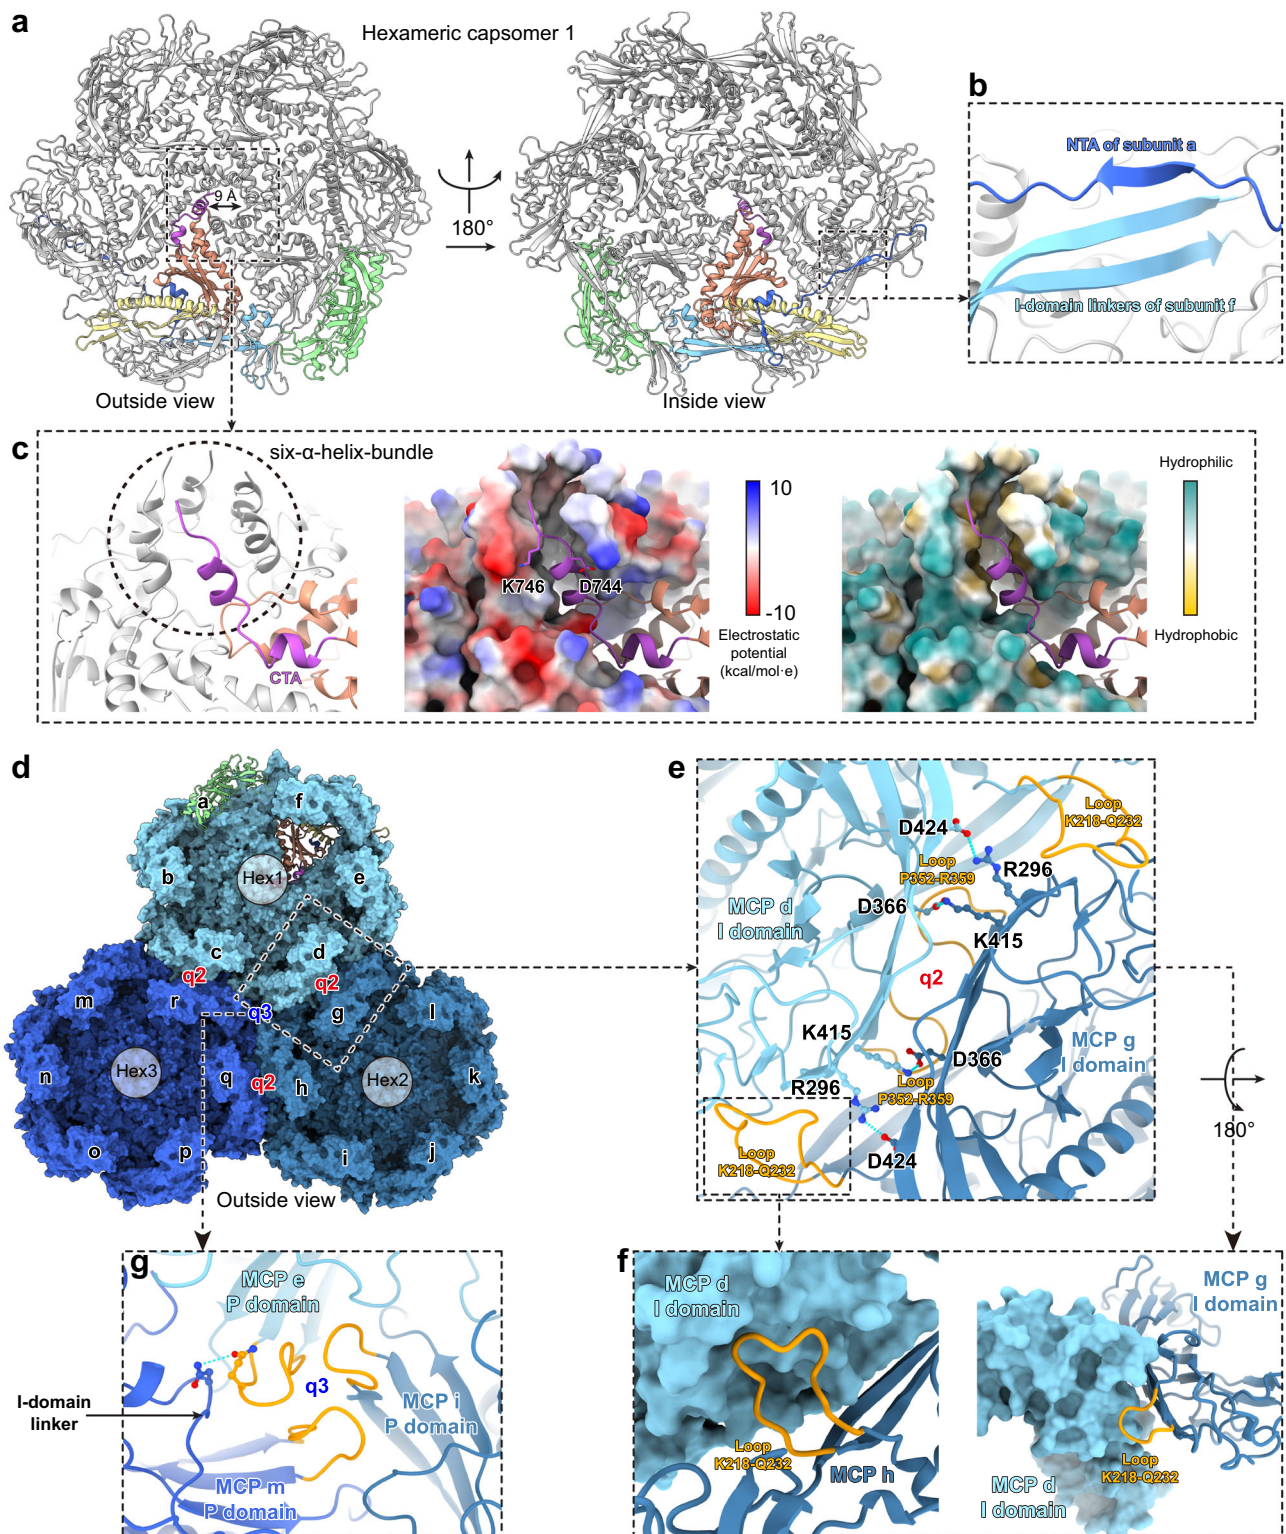 a
Hexameric capsomer 1
9 Å
180°
Outside view
Inside view
b
NTA of subunit a
I-domain linkers of subunit f
c
six-α-helix-bundle
CTA
K746
D744
10
-10
Electrostatic
potential
(kcal/mol·e)
Hydrophilic
Hydrophobic
d
a
f
b
Hex1
e
c
d
q2
q2
m
r
q3
g
l
n
Hex3
q
q2
h
Hex2
k
o
p
i
j
Outside view
e
Loop
K218-Q232
D424
Loop
P352-R359
R296
MCP d
I domain
D366
K415
q2
K415
MCP g
I domain
D366
R296
Loop
P352-R359
Loop
K218-Q232
D424
180°
g
MCP e
P domain
q3
I-domain
linker
MCP i
P domain
MCP m
P domain
f
MCP d
I domain
Loop
K218-Q232
MCP h
MCP g
I domain
Loop
K218-Q232
MCP d
I domain